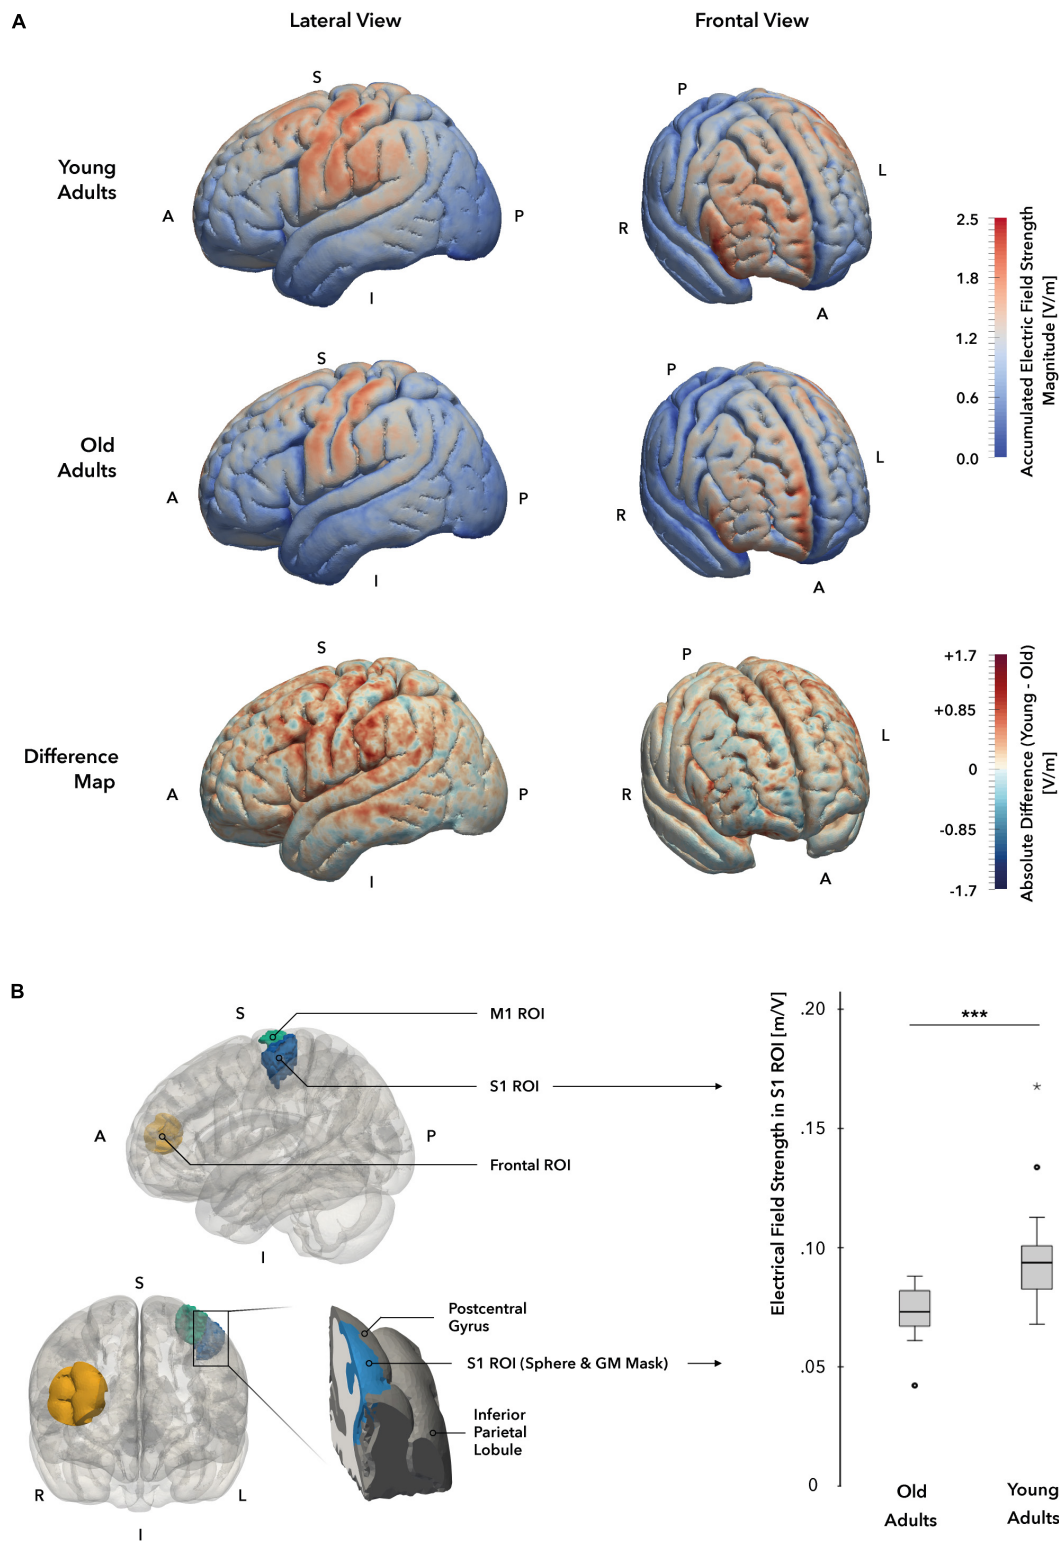 A
Lateral View
Frontal View
S
P
Young
Adults
A
P
L
R
I
A
2.5
1.8
1.2
0.6
0.0
Accumulated Electric Field Strength
Magnitude [V/m]
S
P
Old
Adults
A
P
L
R
I
A
S
P
Difference
Map
A
P
L
R
I
A
+1.7
+0.85
0
-0.85
-1.7
Absolute Difference (Young - Old)
[V/m]
B
S
M1 ROI
S1 ROI
A
P
Frontal ROI
I
S
Postcentral
Gyrus
S1 ROI (Sphere & GM Mask)
Inferior
Parietal
Lobule
R
L
I
Electrical Field Strength in S1 ROI [m/V]
.20
.15
.10
.05
0
***
*
Old
Adults
Young
Adults